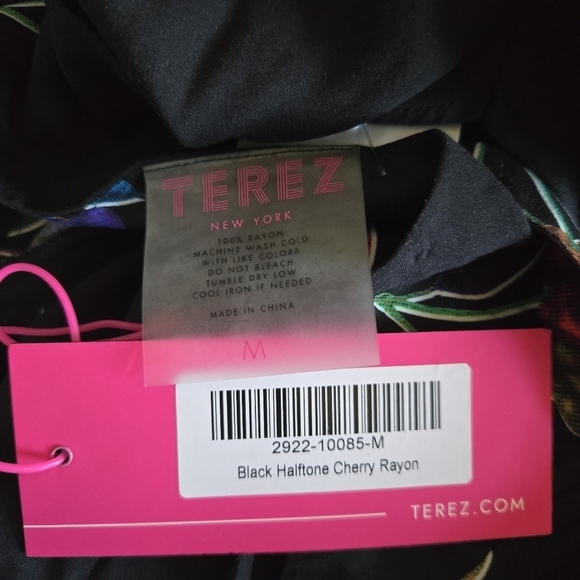 TEREZ
NEW YORK
100% RAYON
MACHINE WASH COLD
WITH LIKE COLORS
DO NOT BLEACH
TUMBLE DRY LOW
COOL IRON IF NEEDED
MADE IN CHINA
M
2922-10085-M
Black Halftone Cherry Rayon
TEREZ.COM